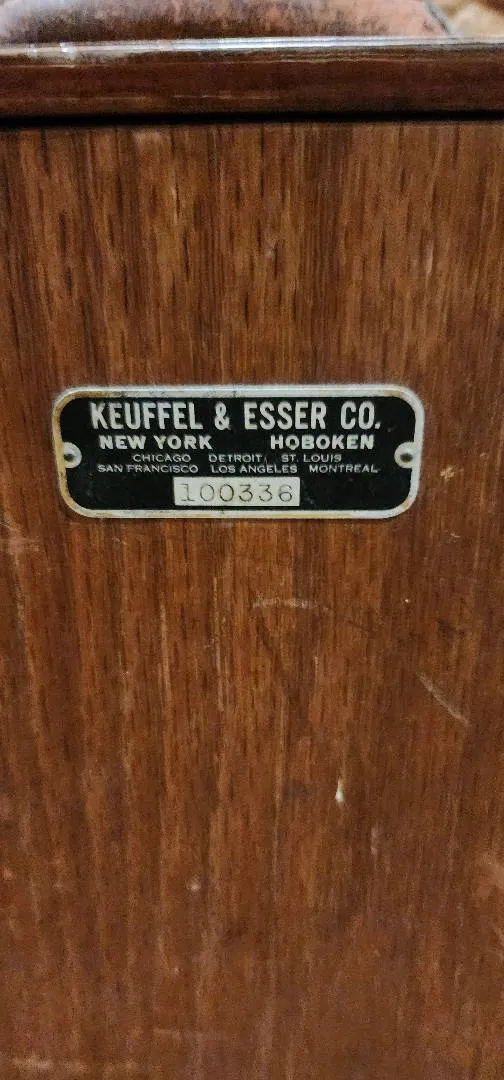 KEUFFEL & ESSER CO.
NEW YORK HOBOKEN
CHICAGO DETROIT ST. LOUIS
SAN FRANCISCO LOS ANGELES MONTREAL
100336